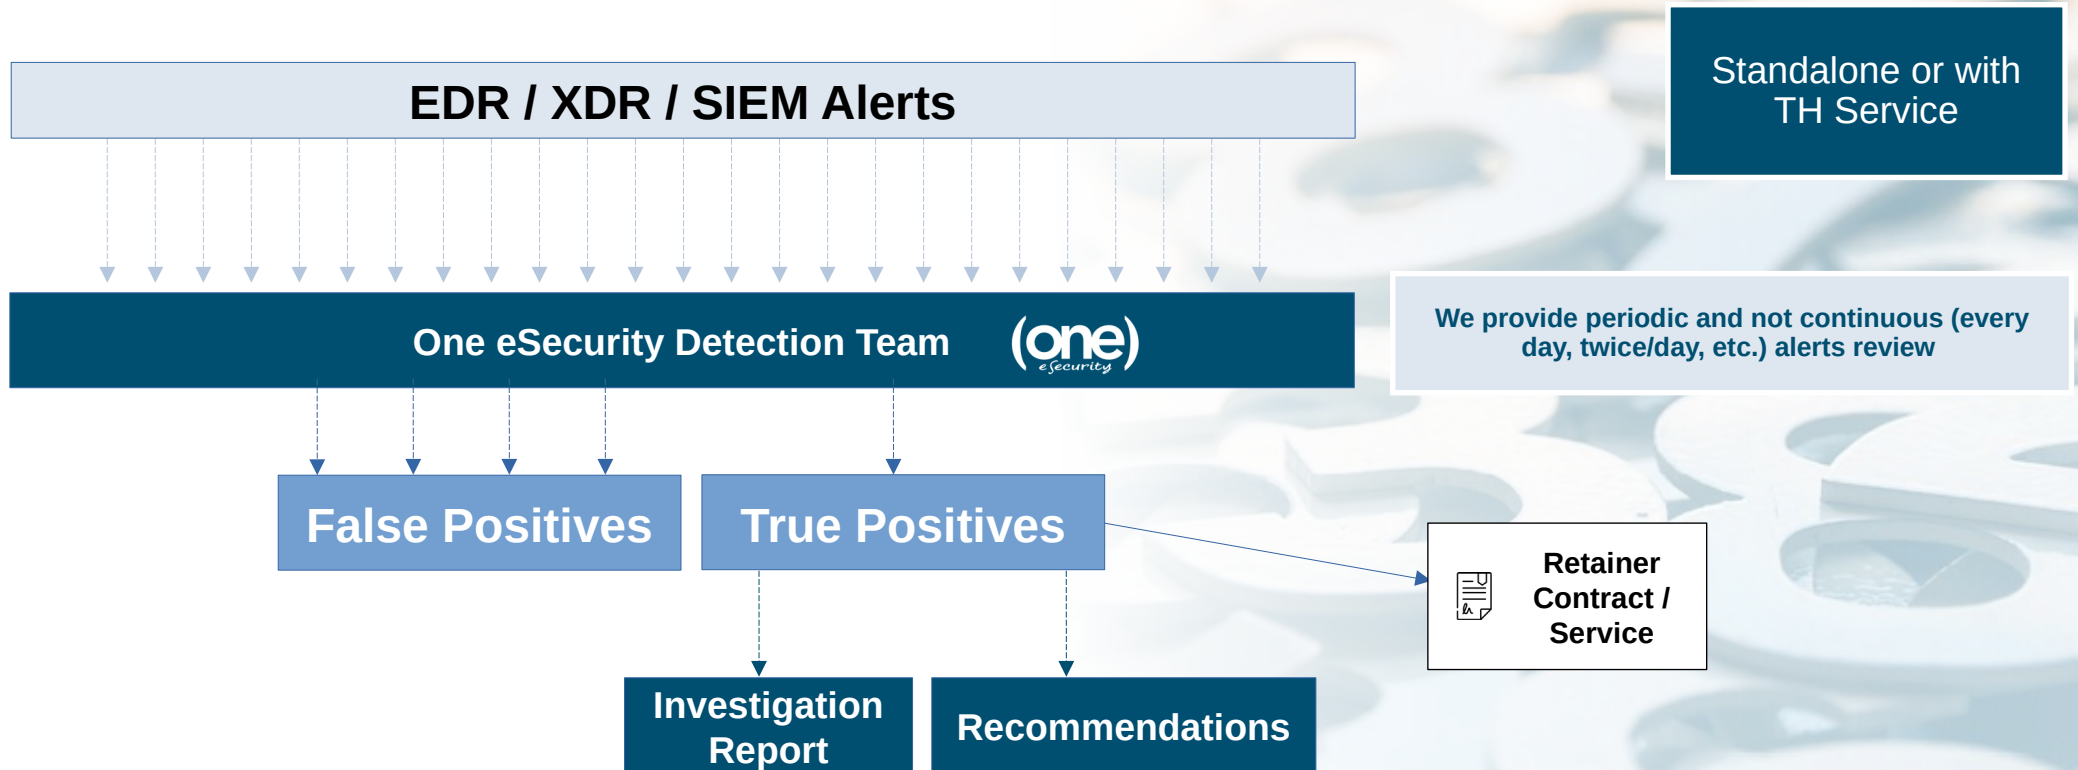 Standalone or with
TH Service
EDR / XDR / SIEM Alerts
We provide periodic and not continuous (every
day, twice/day, etc.) alerts review
One eSecurity Detection Team
(one)
eSecurity
False Positives
True Positives
Retainer
Contract /
Service
Investigation
Report
Recommendations